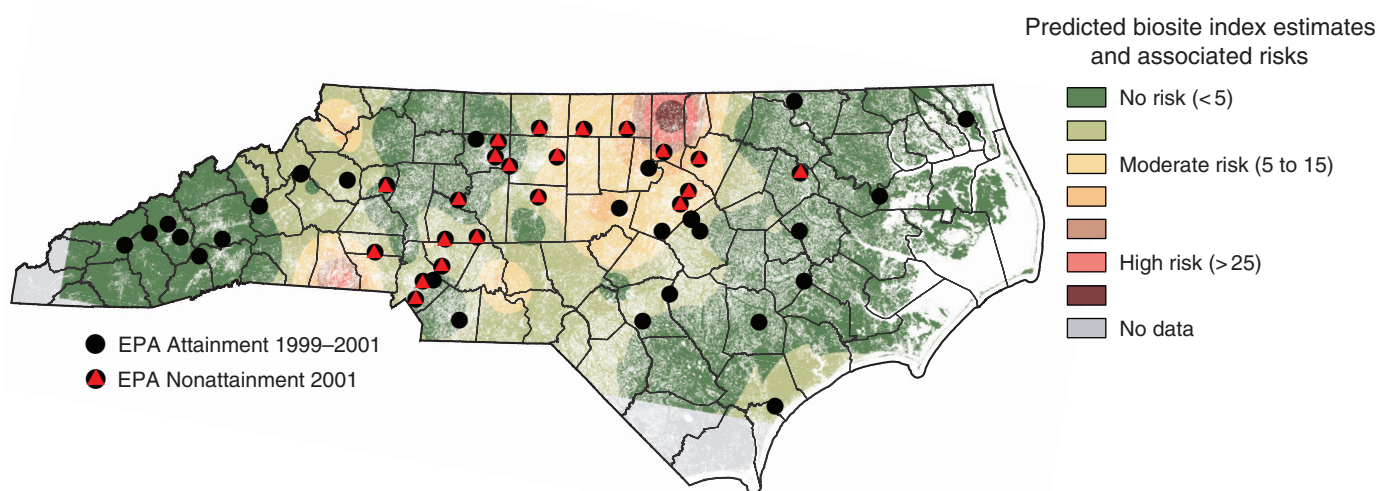 Predicted biosite index estimates
and associated risks
No risk (< 5)
Moderate risk (5 to 15)
High risk (> 25)
No data
EPA Attainment 1999–2001
EPA Nonattainment 2001